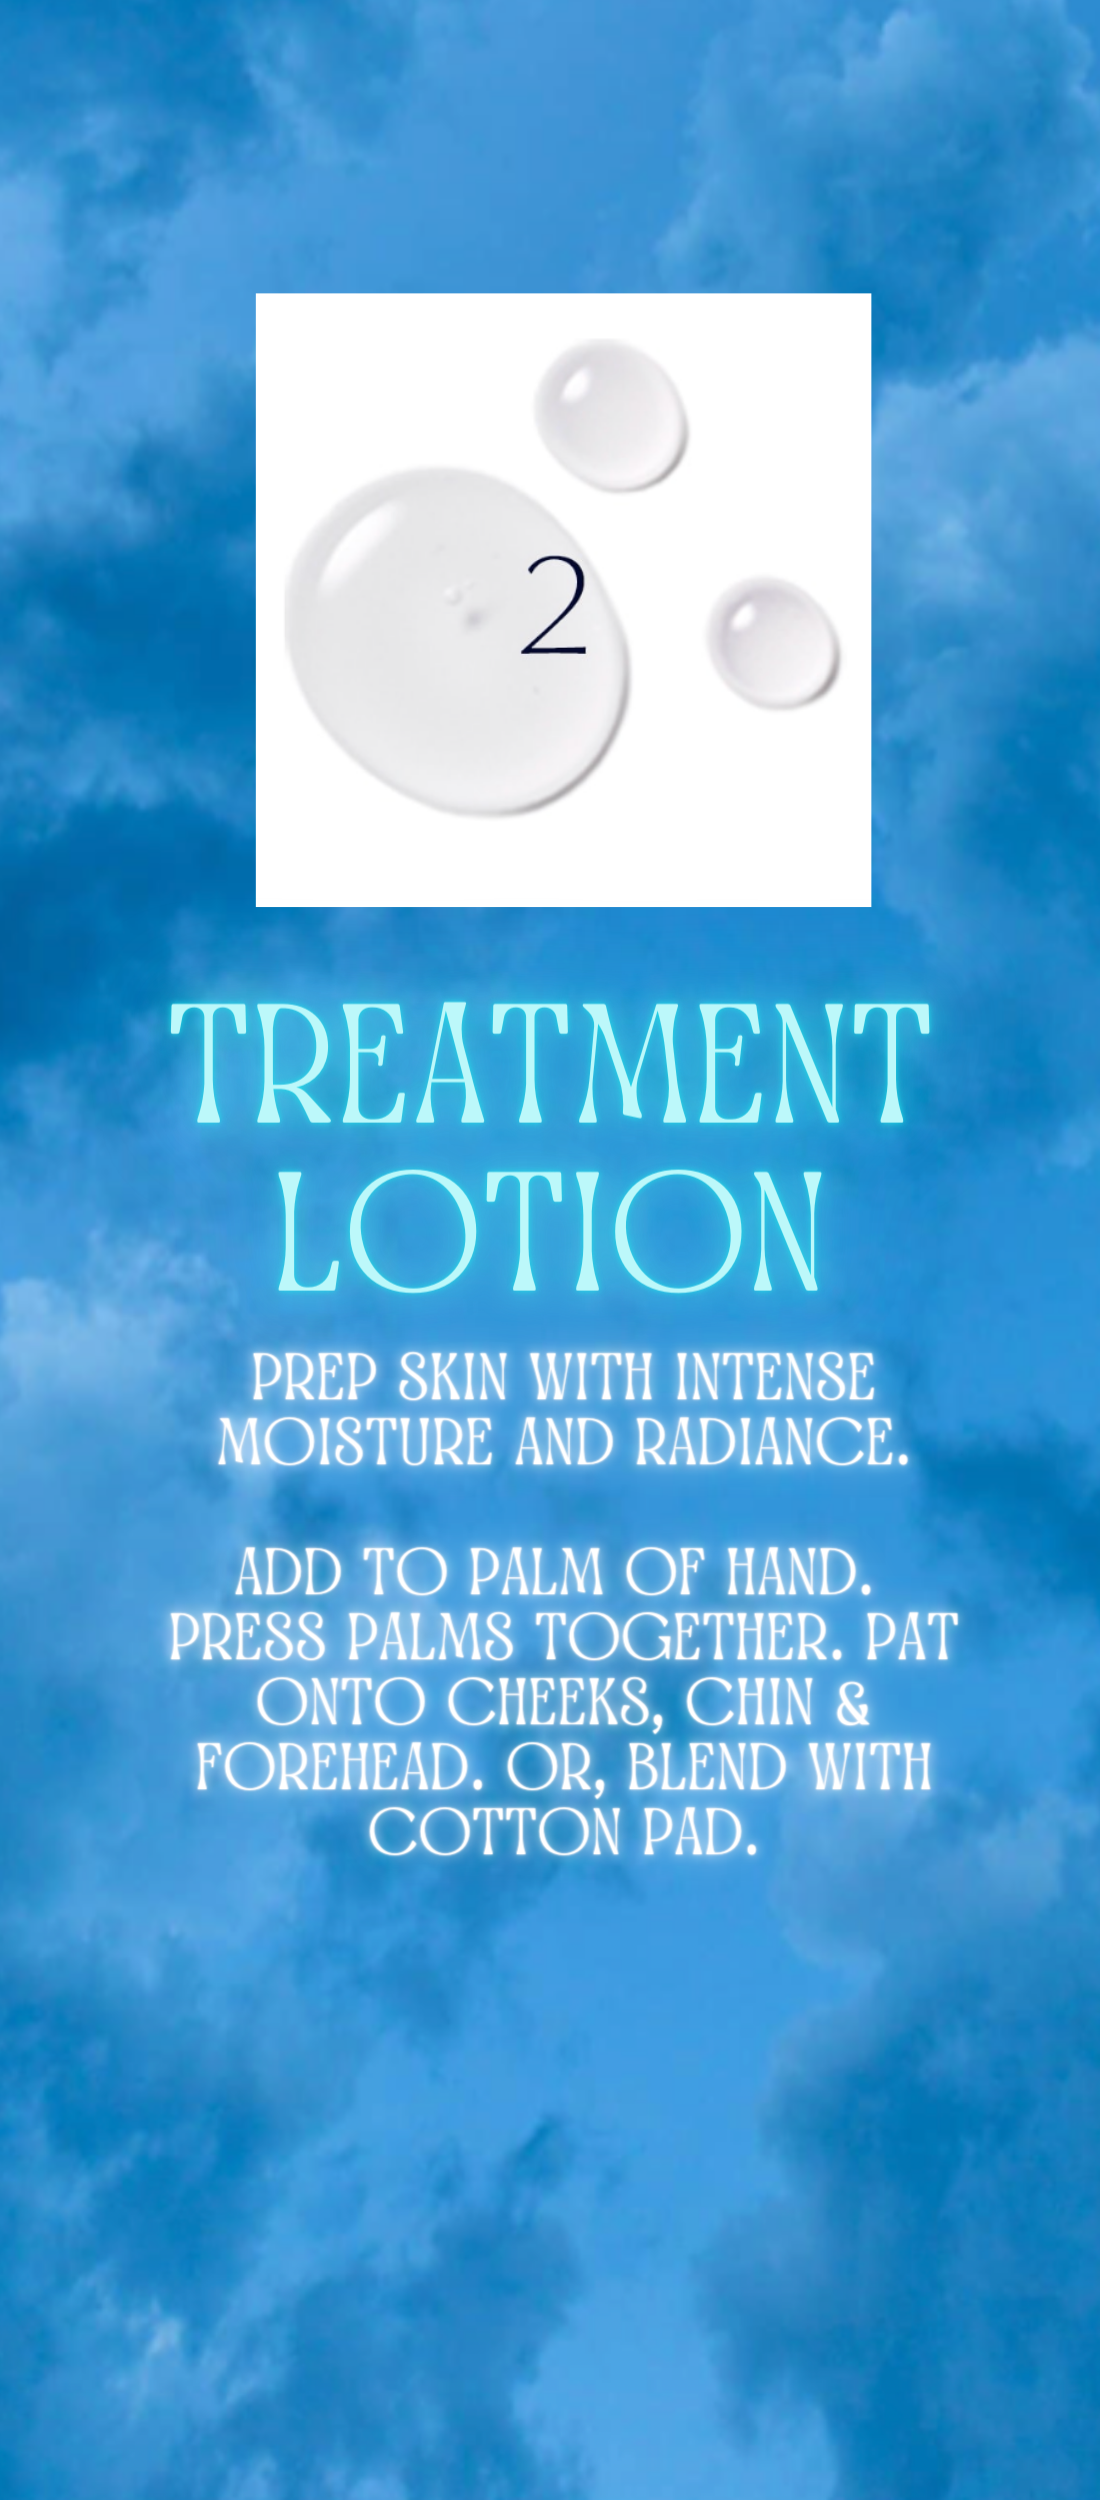 2
TREATMENT
LOTION
PREP SKIN WITH INTENSE
MOISTURE AND RADIANCE.
ADD TO PALM OF HAND.
PRESS PALMS TOGETHER. PAT
ONTO CHEEKS, CHIN &
FOREHEAD. OR, BLEND WITH
COTTON PAD.